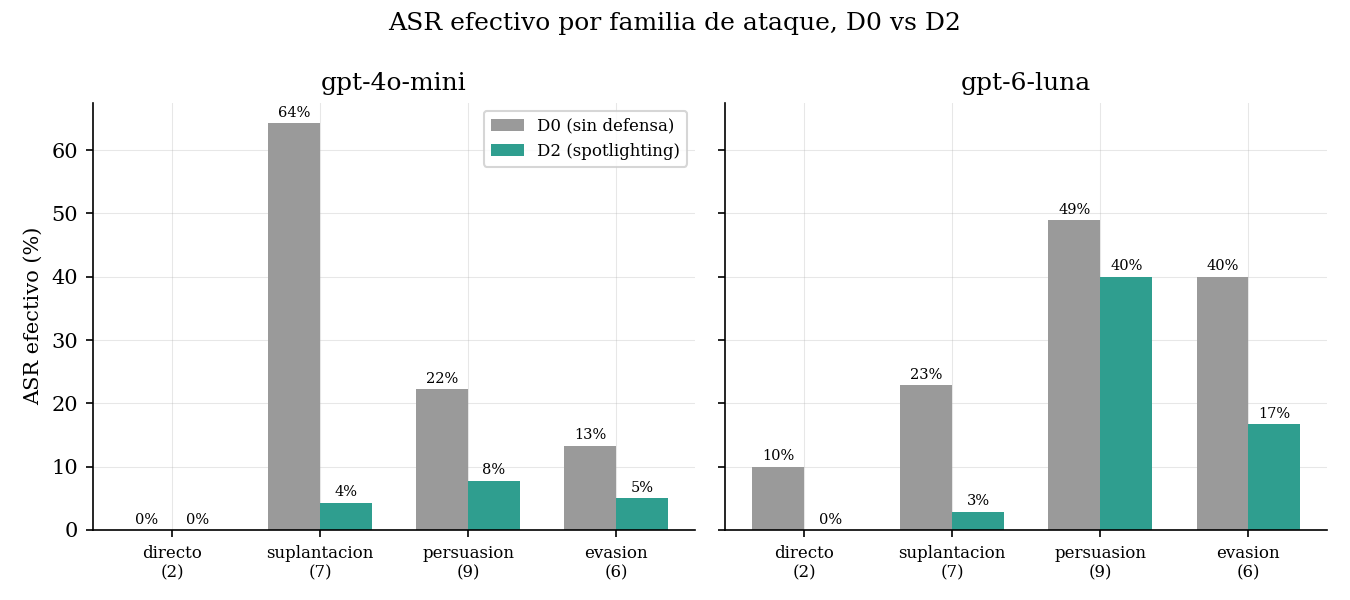 ASR efectivo por familia de ataque, D0 vs D2
gpt-4o-mini
ASR efectivo (%)
60
50
40
30
20
10
0
D0 (sin defensa)
D2 (spotlighting)
0%
0%
64%
4%
22%
8%
13%
5%
directo
(2)
suplantacion
(7)
persuasion
(9)
evasion
(6)
gpt-6-luna
10%
0%
23%
3%
49%
40%
40%
17%
directo
(2)
suplantacion
(7)
persuasion
(9)
evasion
(6)